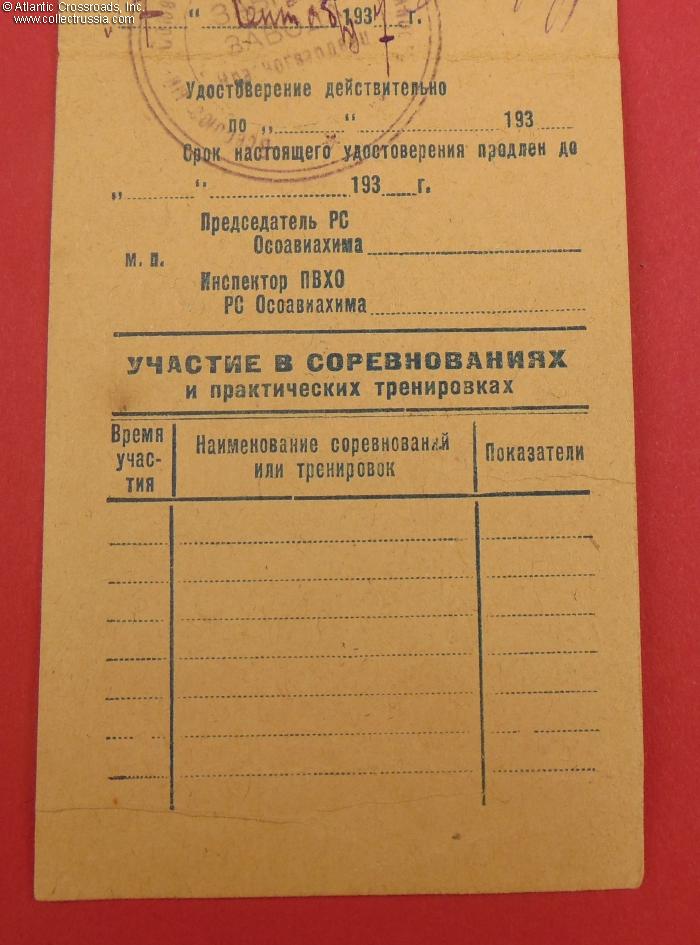 © Atlantic Crossroads, Inc.
www.collectrussia.com
„ “ 193 г.
Удостоверение действительно
по „ “ 193
Срок настоящего удостоверения продлен до
„ “ 193 г.
Председатель РС
Осоавиахима
м. п.
Инспектор ПВХО
РС Осоавиахима
УЧАСТИЕ В СОРЕВНОВАНИЯХ
и практических тренировках
Время
учас-
тия
Наименование соревнований
или тренировок
Показатели